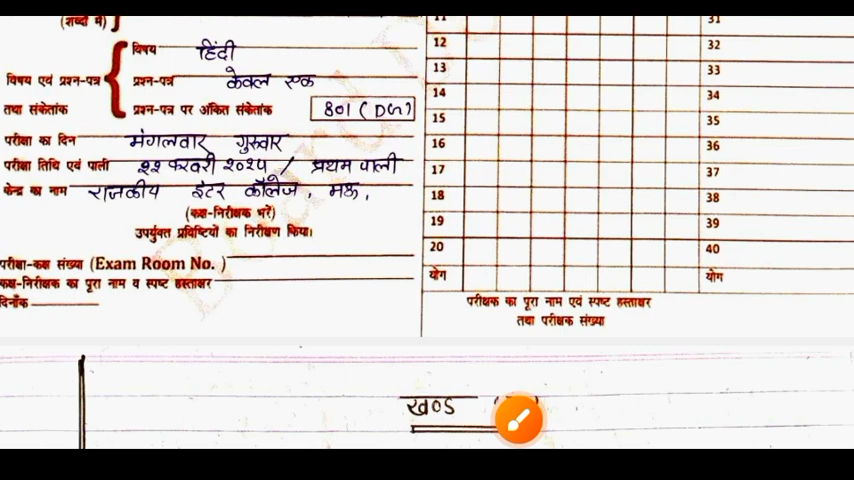 (शब्दों में)
विषय हिंदी
विषय एवं प्रश्न-पत्र प्रश्न-पत्र केवल एक
तथा संकेतांक प्रश्न-पत्र पर अंकित संकेतांक 801 (DG)
परीक्षा का दिन मंगलवार गुरुवार
परीक्षा तिथि एवं पाली २२ फरवरी २०२५ / प्रथम पाली
केन्द्र का नाम राजकीय इंटर कॉलेज, मऊ,
(कक्ष-निरीक्षक भरें)
उपर्युक्त प्रविष्टियों का निरीक्षण किया।
परीक्षा-कक्ष संख्या (Exam Room No. )
कक्ष-निरीक्षक का पूरा नाम व स्पष्ट हस्ताक्षर
दिनाँक
11 31
12 32
13 33
14 34
15 35
16 36
17 37
18 38
19 39
20 40
योग योग
परीक्षक का पूरा नाम एवं स्पष्ट हस्ताक्षर
तथा परीक्षक संख्या
खण्ड